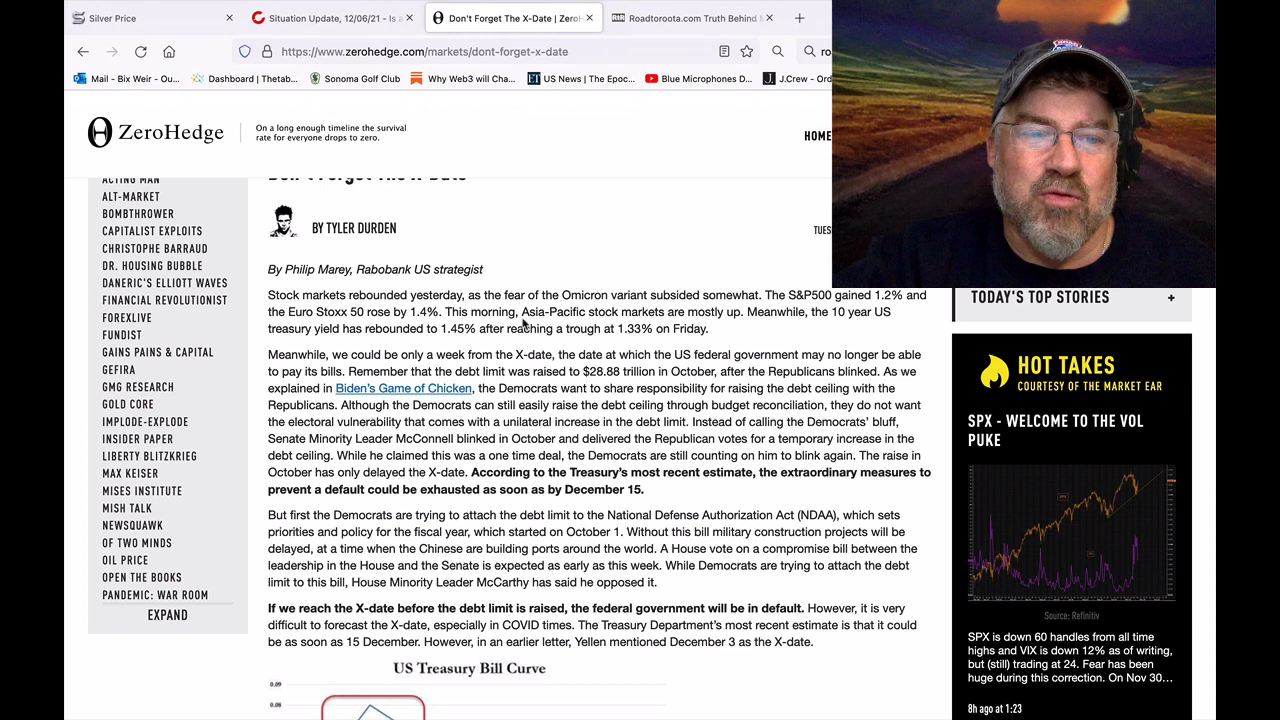 Silver Price
Situation Update, 12/06/21 - Is a
Don't Forget The X-Date | ZeroH
Roadtoroota.com Truth Behind
https://www.zerohedge.com/markets/dont-forget-x-date
ro
Mail - Bix Weir - Ou...
Dashboard | Thetab...
Sonoma Golf Club
Why Web3 will Cha...
US News | The Epoc...
Blue Microphones D...
J.Crew - Ord
ZeroHedge
On a long enough timeline the survival
rate for everyone drops to zero.
HOME
ACTING MAN
ALT-MARKET
BOMBTHROWER
CAPITALIST EXPLOITS
CHRISTOPHE BARRAUD
DR. HOUSING BUBBLE
DANERIC'S ELLIOTT WAVES
FINANCIAL REVOLUTIONIST
FOREXLIVE
FUNDIST
GAINS PAINS & CAPITAL
GEFIRA
GMG RESEARCH
GOLD CORE
IMPLODE-EXPLODE
INSIDER PAPER
LIBERTY BLITZKRIEG
MAX KEISER
MISES INSTITUTE
MISH TALK
NEWSQUAWK
OF TWO MINDS
OIL PRICE
OPEN THE BOOKS
PANDEMIC: WAR ROOM
EXPAND
Don't Forget The X-Date
BY TYLER DURDEN
TUES
By Philip Marey, Rabobank US strategist
Stock markets rebounded yesterday, as the fear of the Omicron variant subsided somewhat. The S&P500 gained 1.2% and
the Euro Stoxx 50 rose by 1.4%. This morning, Asia-Pacific stock markets are mostly up. Meanwhile, the 10 year US
treasury yield has rebounded to 1.45% after reaching a trough at 1.33% on Friday.
Meanwhile, we could be only a week from the X-date, the date at which the US federal government may no longer be able
to pay its bills. Remember that the debt limit was raised to $28.88 trillion in October, after the Republicans blinked. As we
explained in Biden's Game of Chicken, the Democrats want to share responsibility for raising the debt ceiling with the
Republicans. Although the Democrats can still easily raise the debt ceiling through budget reconciliation, they do not want
the electoral vulnerability that comes with a unilateral increase in the debt limit. Instead of calling the Democrats' bluff,
Senate Minority Leader McConnell blinked in October and delivered the Republican votes for a temporary increase in the
debt ceiling. While he claimed this was a one time deal, the Democrats are still counting on him to blink again. The raise in
October has only delayed the X-date. According to the Treasury's most recent estimate, the extraordinary measures to
prevent a default could be exhausted as soon as by December 15.
But first the Democrats are trying to attach the debt limit to the National Defense Authorization Act (NDAA), which sets
priorities and policy for the fiscal year, which started on October 1. Without this bill military construction projects will be
delayed, at a time when the Chinese are building ports around the world. A House vote on a compromise bill between the
leadership in the House and the Senate is expected as early as this week. While Democrats are trying to attach the debt
limit to this bill, House Minority Leader McCarthy has said he opposed it.
If we reach the X-date before the debt limit is raised, the federal government will be in default. However, it is very
difficult to forecast the X-date, especially in COVID times. The Treasury Department's most recent estimate is that it could
be as soon as 15 December. However, in an earlier letter, Yellen mentioned December 3 as the X-date.
US Treasury Bill Curve
0.09
0.08
TODAY'S TOP STORIES
+
HOT TAKES
COURTESY OF THE MARKET EAR
SPX - WELCOME TO THE VOL
PUKE
Source: Refinitiv
SPX is down 60 handles from all time
highs and VIX is down 12% as of writing,
but (still) trading at 24. Fear has been
huge during this correction. On Nov 30...
8h ago at 1:23